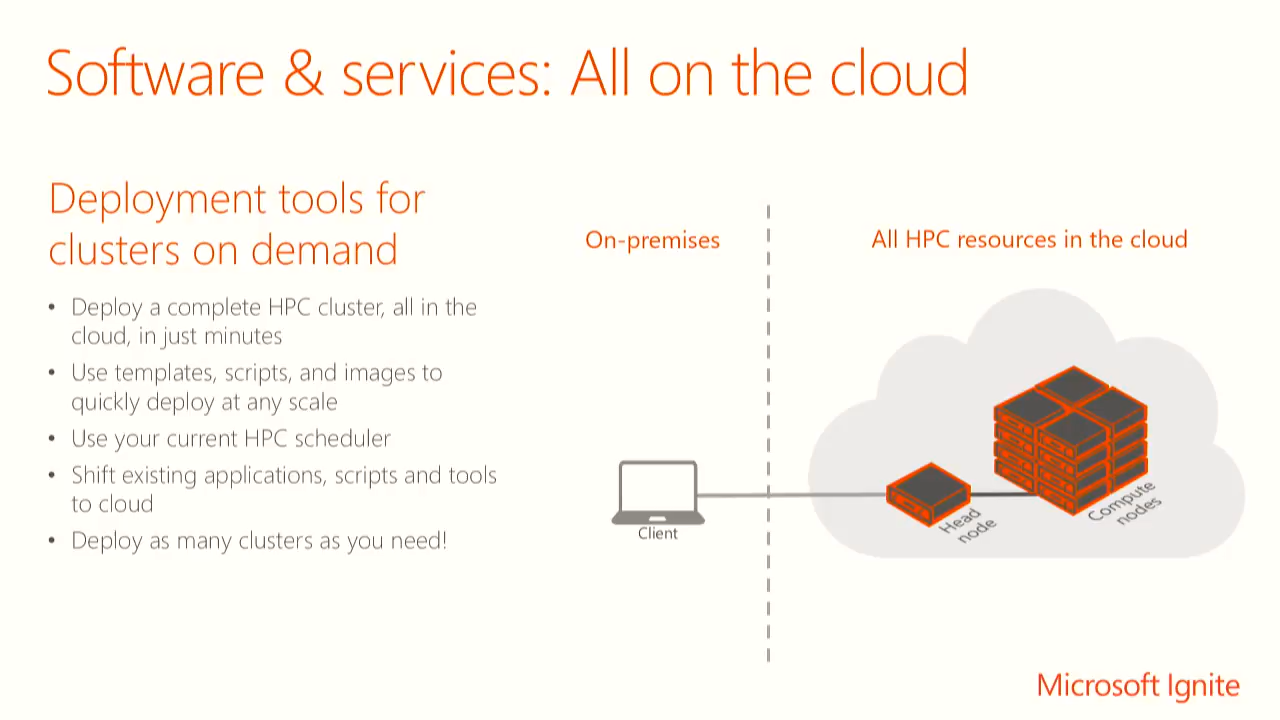 Software & services: All on the cloud
Deployment tools for
clusters on demand
• Deploy a complete HPC cluster, all in the
cloud, in just minutes
• Use templates, scripts, and images to
quickly deploy at any scale
• Use your current HPC scheduler
• Shift existing applications, scripts and tools
to cloud
• Deploy as many clusters as you need!
On-premises
All HPC resources in the cloud
Client
Head
node
Compute
nodes
Microsoft Ignite